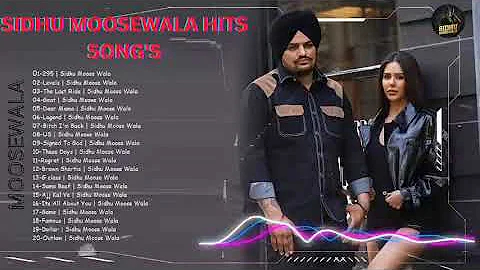 SIDHU MOOSEWALA HITS
SONG'S
MOOSEWALA
01-295 | Sidhu Moose Wala
02-Levels | Sidhu Moose Wala
03-The Last Ride | Sidhu Moose Wala
04-Goat | Sidhu Moose Wala
05-Dear Mama | Sidhu Moose Wala
06-Legend | Sidhu Moose Wala
07-Bitch I'm Back | Sidhu Moose Wala
08-US | Sidhu Moose Wala
09-Signed To God | Sidhu Moose Wala
10-These Days | Sidhu Moose Wala
11-Regret | Sidhu Moose Wala
12-Brown Shortie | Sidhu Moose Wala
13-G class | Sidhu Moose Wala
14-Same Beef | Sidhu Moose Wala
15-Ajj Kal Ve | Sidhu Moose Wala
16-Its All About You | Sidhu Moose Wala
17-Game | Sidhu Moose Wala
18-Famous | Sidhu Moose Wala
19-Dollar | Sidhu Moose Wala
20-Outlaw | Sidhu Moose Wala
SIDHU